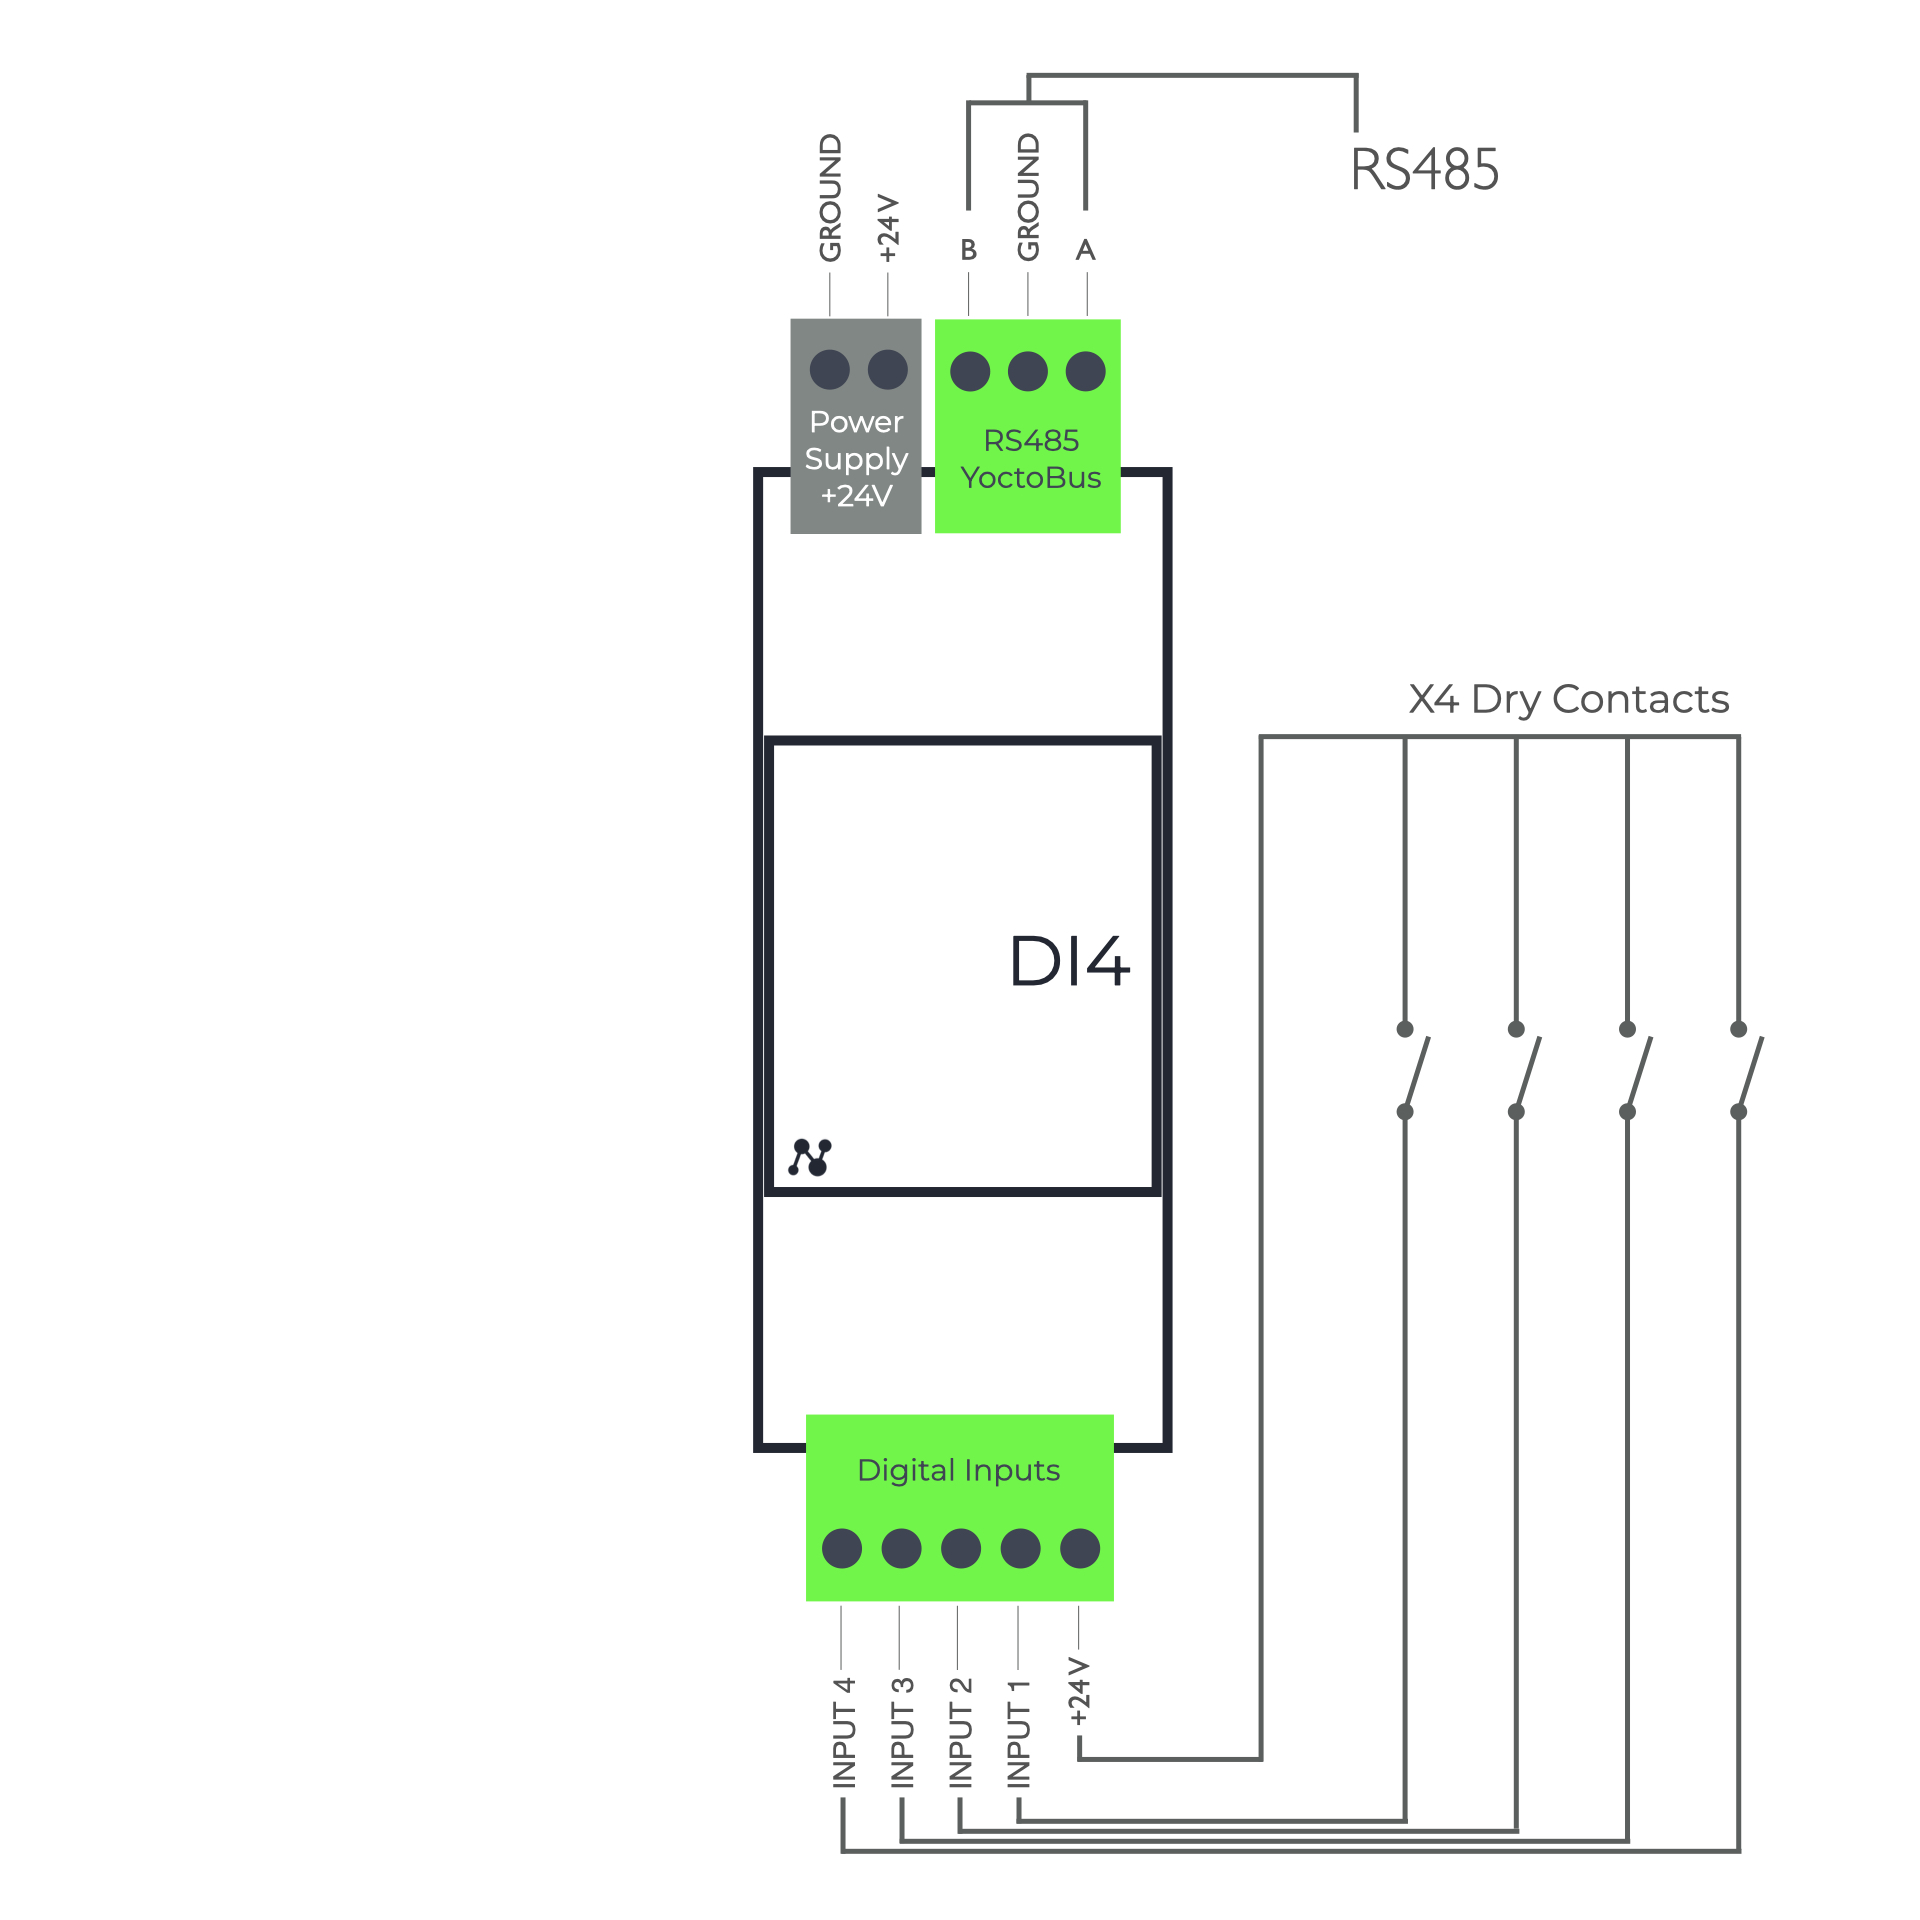 RS485
GROUND
+24V
B
GROUND
A
Power
Supply
+24V
RS485
YoctoBus
X4 Dry Contacts
DI4
Digital Inputs
INPUT 4
INPUT 3
INPUT 2
INPUT 1
+24V